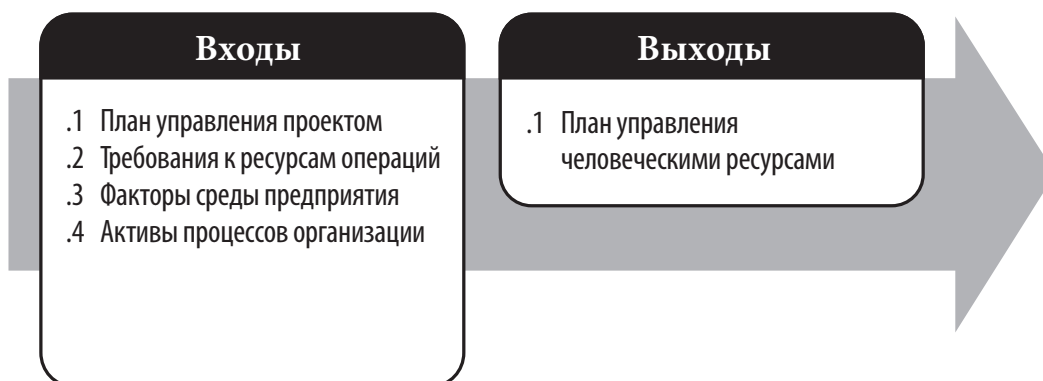 Входы
.1 План управления проектом
.2 Требования к ресурсам операций
.3 Факторы среды предприятия
.4 Активы процессов организации
Выходы
.1 План управления
человеческими ресурсами